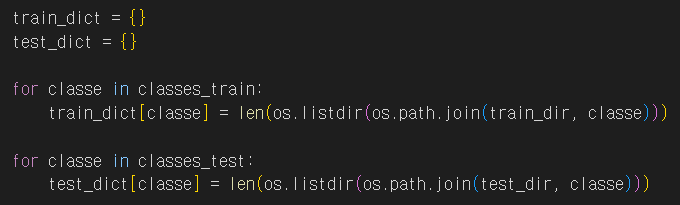 train_dict = {}
test_dict = {}
for classe in classes_train:
    train_dict[classe] = len(os.listdir(os.path.join(train_dir, classe)))
for classe in classes_test:
    test_dict[classe] = len(os.listdir(os.path.join(test_dir, classe)))